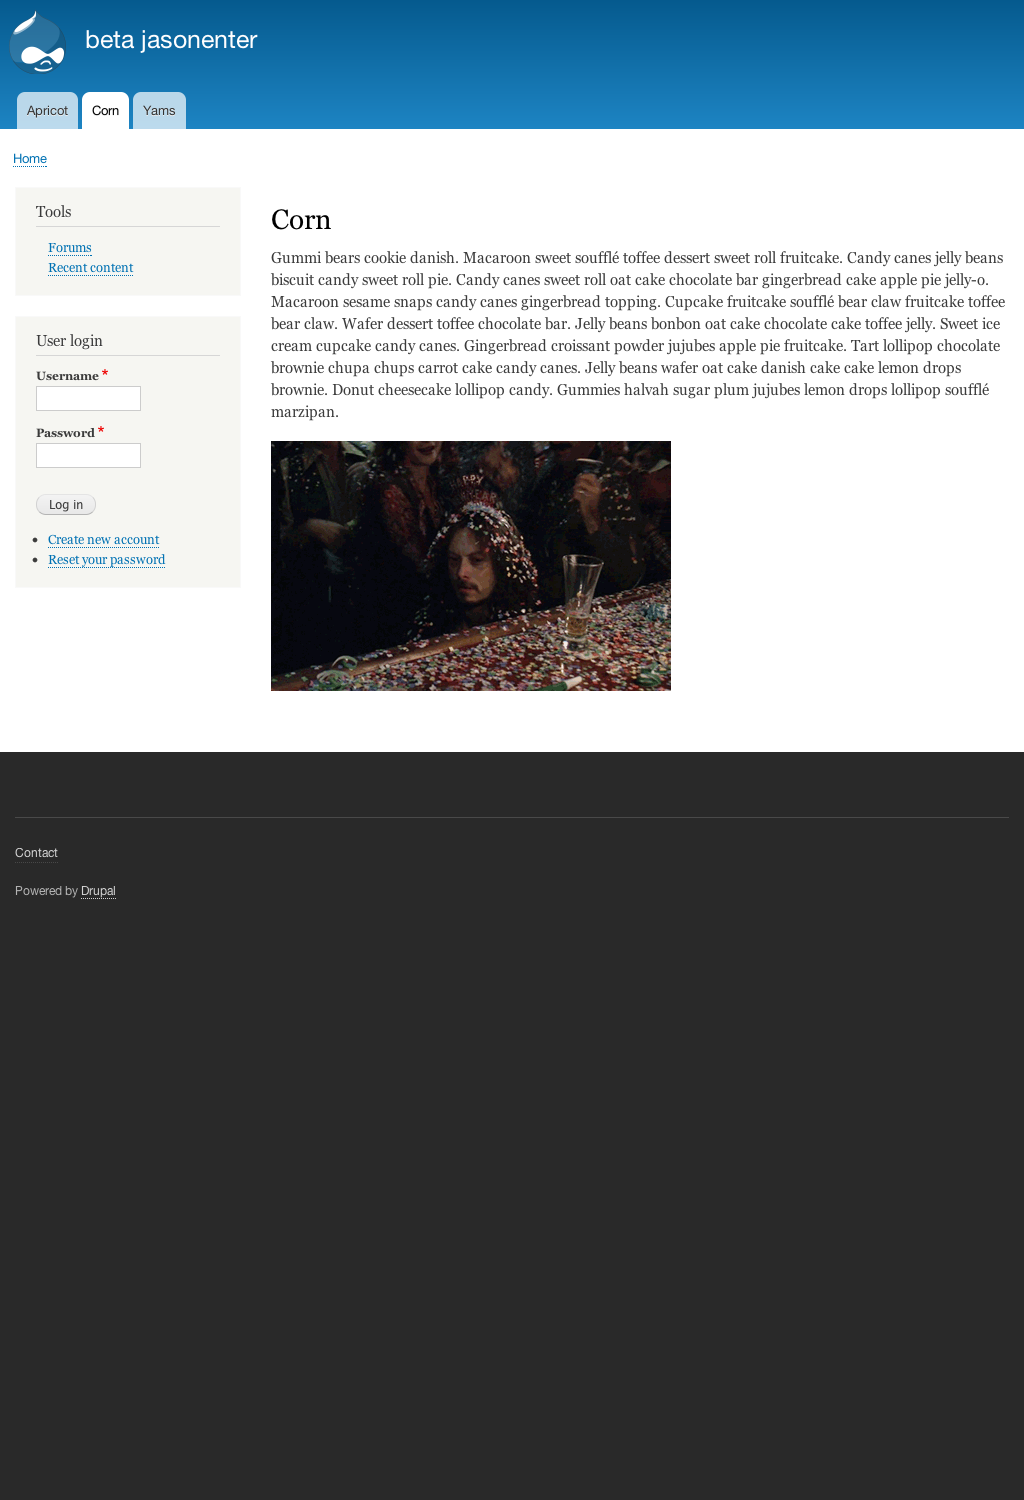 beta jasonenter
Apricot
Corn
Yams
Home
Tools
Forums
Recent content
User login
Username *
Password *
Log in
Create new account
Reset your password
Corn
Gummi bears cookie danish. Macaroon sweet soufflé toffee dessert sweet roll fruitcake. Candy canes jelly beans
biscuit candy sweet roll pie. Candy canes sweet roll oat cake chocolate bar gingerbread cake apple pie jelly-o.
Macaroon sesame snaps candy canes gingerbread topping. Cupcake fruitcake soufflé bear claw fruitcake toffee
bear claw. Wafer dessert toffee chocolate bar. Jelly beans bonbon oat cake chocolate cake toffee jelly. Sweet ice
cream cupcake candy canes. Gingerbread croissant powder jujubes apple pie fruitcake. Tart lollipop chocolate
brownie chupa chups carrot cake candy canes. Jelly beans wafer oat cake danish cake cake lemon drops
brownie. Donut cheesecake lollipop candy. Gummies halvah sugar plum jujubes lemon drops lollipop soufflé
marzipan.
HAPPY
Contact
Powered by Drupal